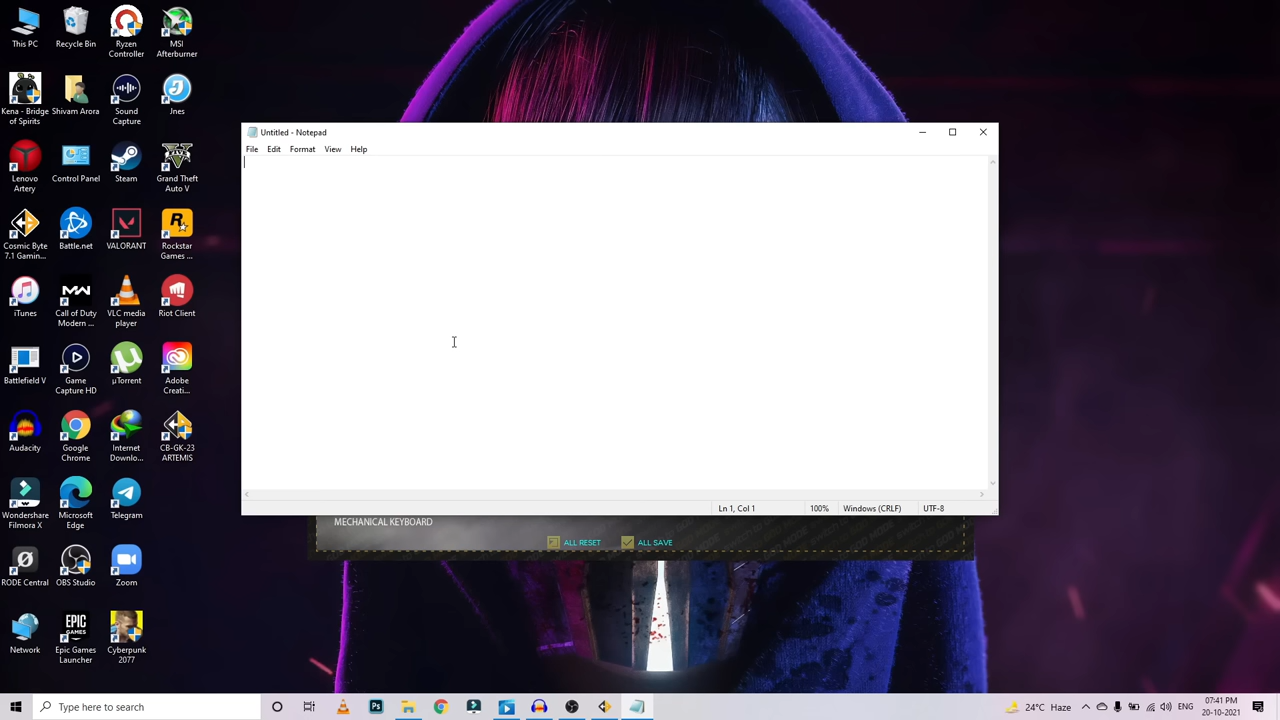 This PC
Recycle Bin
Ryzen
Controller
MSI
Afterburner
Kena - Bridge
of Spirits
Shivam Arora
Sound
Capture
Jnes
Lenovo
Artery
Control Panel
Steam
Grand Theft
Auto V
Cosmic Byte
7.1 Gamin...
Battle.net
VALORANT
Rockstar
Games ...
iTunes
Call of Duty
Modern ...
VLC media
player
Riot Client
Battlefield V
Game
Capture HD
µTorrent
Adobe
Creati...
Audacity
Google
Chrome
Internet
Downlo...
CB-GK-23
ARTEMIS
Wondershare
Filmora X
Microsoft
Edge
Telegram
RODE Central
OBS Studio
Zoom
Network
Epic Games
Launcher
Cyberpunk
2077
EPIC
GAMES
Untitled - Notepad
File Edit Format View Help
Ln 1, Col 1 100% Windows (CRLF) UTF-8
MECHANICAL KEYBOARD
ALL RESET ALL SAVE
Type here to search
Ps
24°C Haze
ENG
07:41 PM
20-10-2021